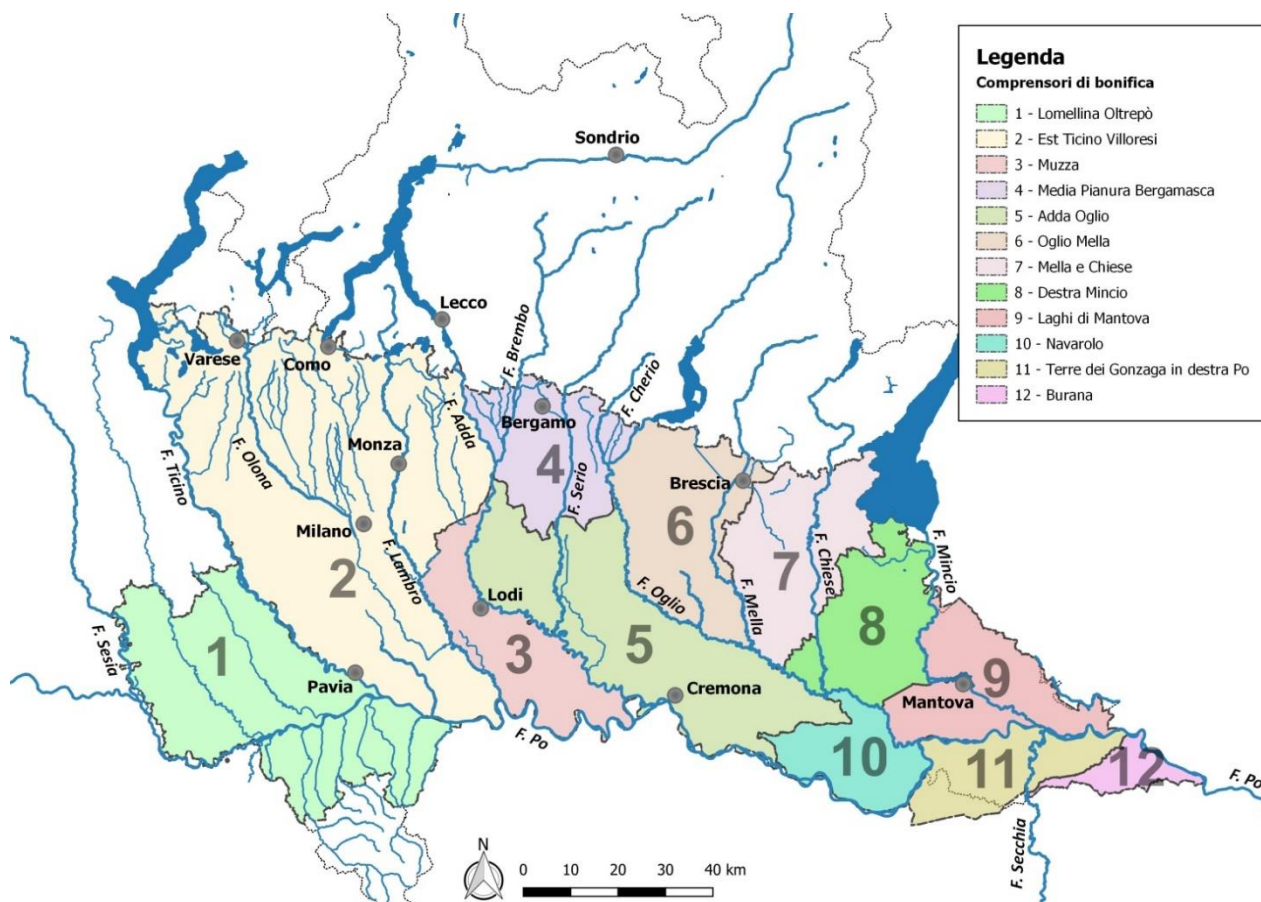 Legenda
Comprensori di bonifica
1 - Lomellina Oltrepò
2 - Est Ticino Villoresi
3 - Muzza
4 - Media Pianura Bergamasca
5 - Adda Oglio
6 - Oglio Mella
7 - Mella e Chiese
8 - Destra Mincio
9 - Laghi di Mantova
10 - Navarolo
11 - Terre dei Gonzaga in destra Po
12 - Burana
Sondrio
Lecco
Varese
Como
F. Brembo
F. Cherio
F. Adda
Bergamo
Monza
4
F. Serio
F. Ticino
F. Olona
Brescia
Milano
6
2
F. Lambro
7
F. Chiese
F. Mincio
F. Oglio
F. Mella
Lodi
8
F. Sesia
1
3
5
9
Pavia
Cremona
Mantova
F. Po
10
11
12
F. Po
F. Secchia
N
0 10 20 30 40 km